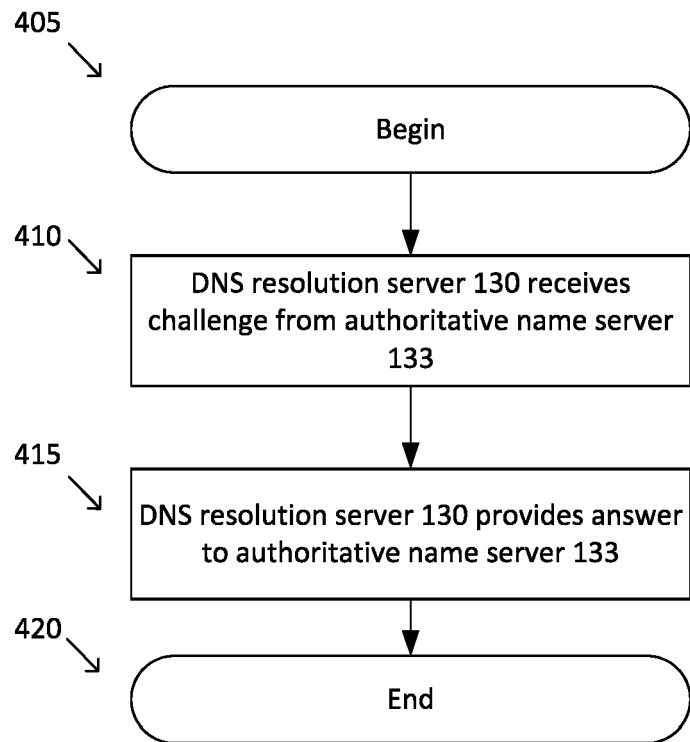 405
Begin
410
DNS resolution server 130 receives
challenge from authoritative name server
133
415
DNS resolution server 130 provides answer
to authoritative name server 133
420
End